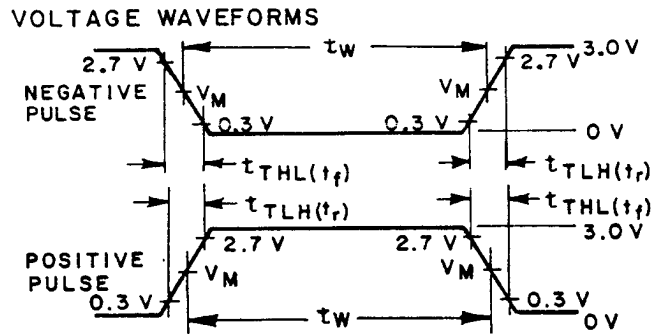 VOLTAGE WAVEFORMS
tW
2.7 V
2.7 V
3.0 V
NEGATIVE
PULSE
VM
VM
0.3 V
0.3 V
0 V
tTHL(tf)
tTLH(tr)
tTLH(tr)
tTHL(tf)
2.7 V
2.7 V
3.0 V
POSITIVE
PULSE
VM
VM
0.3 V
0.3 V
tW
0 V